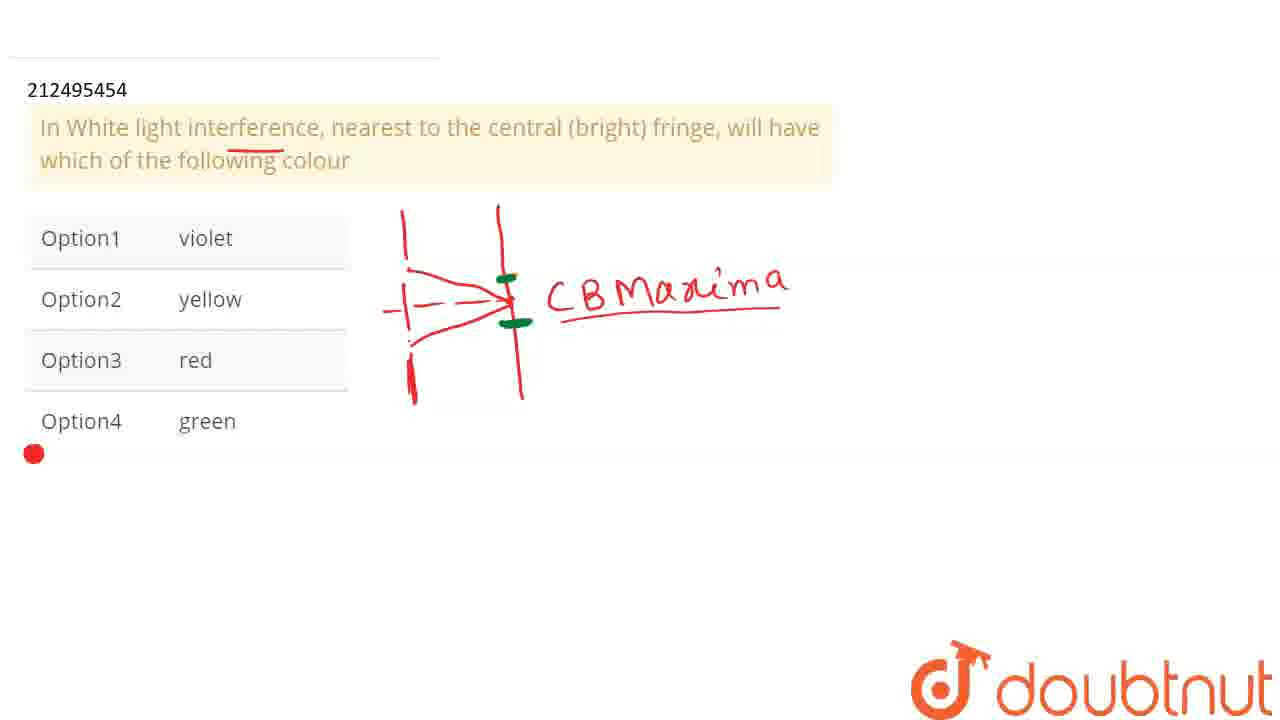 212495454
In White light interference, nearest to the central (bright) fringe, will have
which of the following colour
Option1 violet
Option2 yellow
Option3 red
Option4 green
CB Maxima
doubtnut